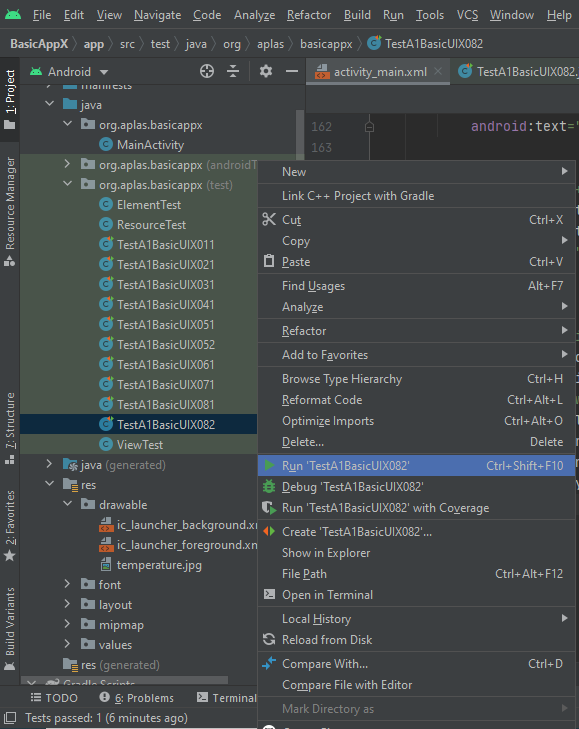 File Edit View Navigate Code Analyze Refactor Build Run Tools VCS Window Help
BasicAppX app src test java org aplas basicappx TestA1BasicUIX082
1: Project
Resource Manager
7: Structure
2: Favorites
Build Variants
Android
manifests
java
org.aplas.basicappx
MainActivity
org.aplas.basicappx (androidT
org.aplas.basicappx (test)
ElementTest
ResourceTest
TestA1BasicUIX011
TestA1BasicUIX021
TestA1BasicUIX031
TestA1BasicUIX041
TestA1BasicUIX051
TestA1BasicUIX052
TestA1BasicUIX061
TestA1BasicUIX071
TestA1BasicUIX081
TestA1BasicUIX082
ViewTest
java (generated)
res
drawable
ic_launcher_background.xn
ic_launcher_foreground.xn
temperature.jpg
font
layout
mipmap
values
res (generated)
Gradle Scripts
activity_main.xml TestA1BasicUIX082.
162 android:text="
163
New
Link C++ Project with Gradle
Cut Ctrl+X
Copy
Paste Ctrl+V
Find Usages Alt+F7
Analyze
Refactor
Add to Favorites
Browse Type Hierarchy Ctrl+H
Reformat Code Ctrl+Alt+L
Optimize Imports Ctrl+Alt+O
Delete... Delete
Run 'TestA1BasicUIX082' Ctrl+Shift+F10
Debug 'TestA1BasicUIX082'
Run 'TestA1BasicUIX082' with Coverage
Create 'TestA1BasicUIX082'...
Show in Explorer
File Path Ctrl+Alt+F12
Open in Terminal
Local History
Reload from Disk
Compare With... Ctrl+D
Compare File with Editor
Mark Directory as
TODO 6: Problems Terminal
Tests passed: 1 (6 minutes ago)